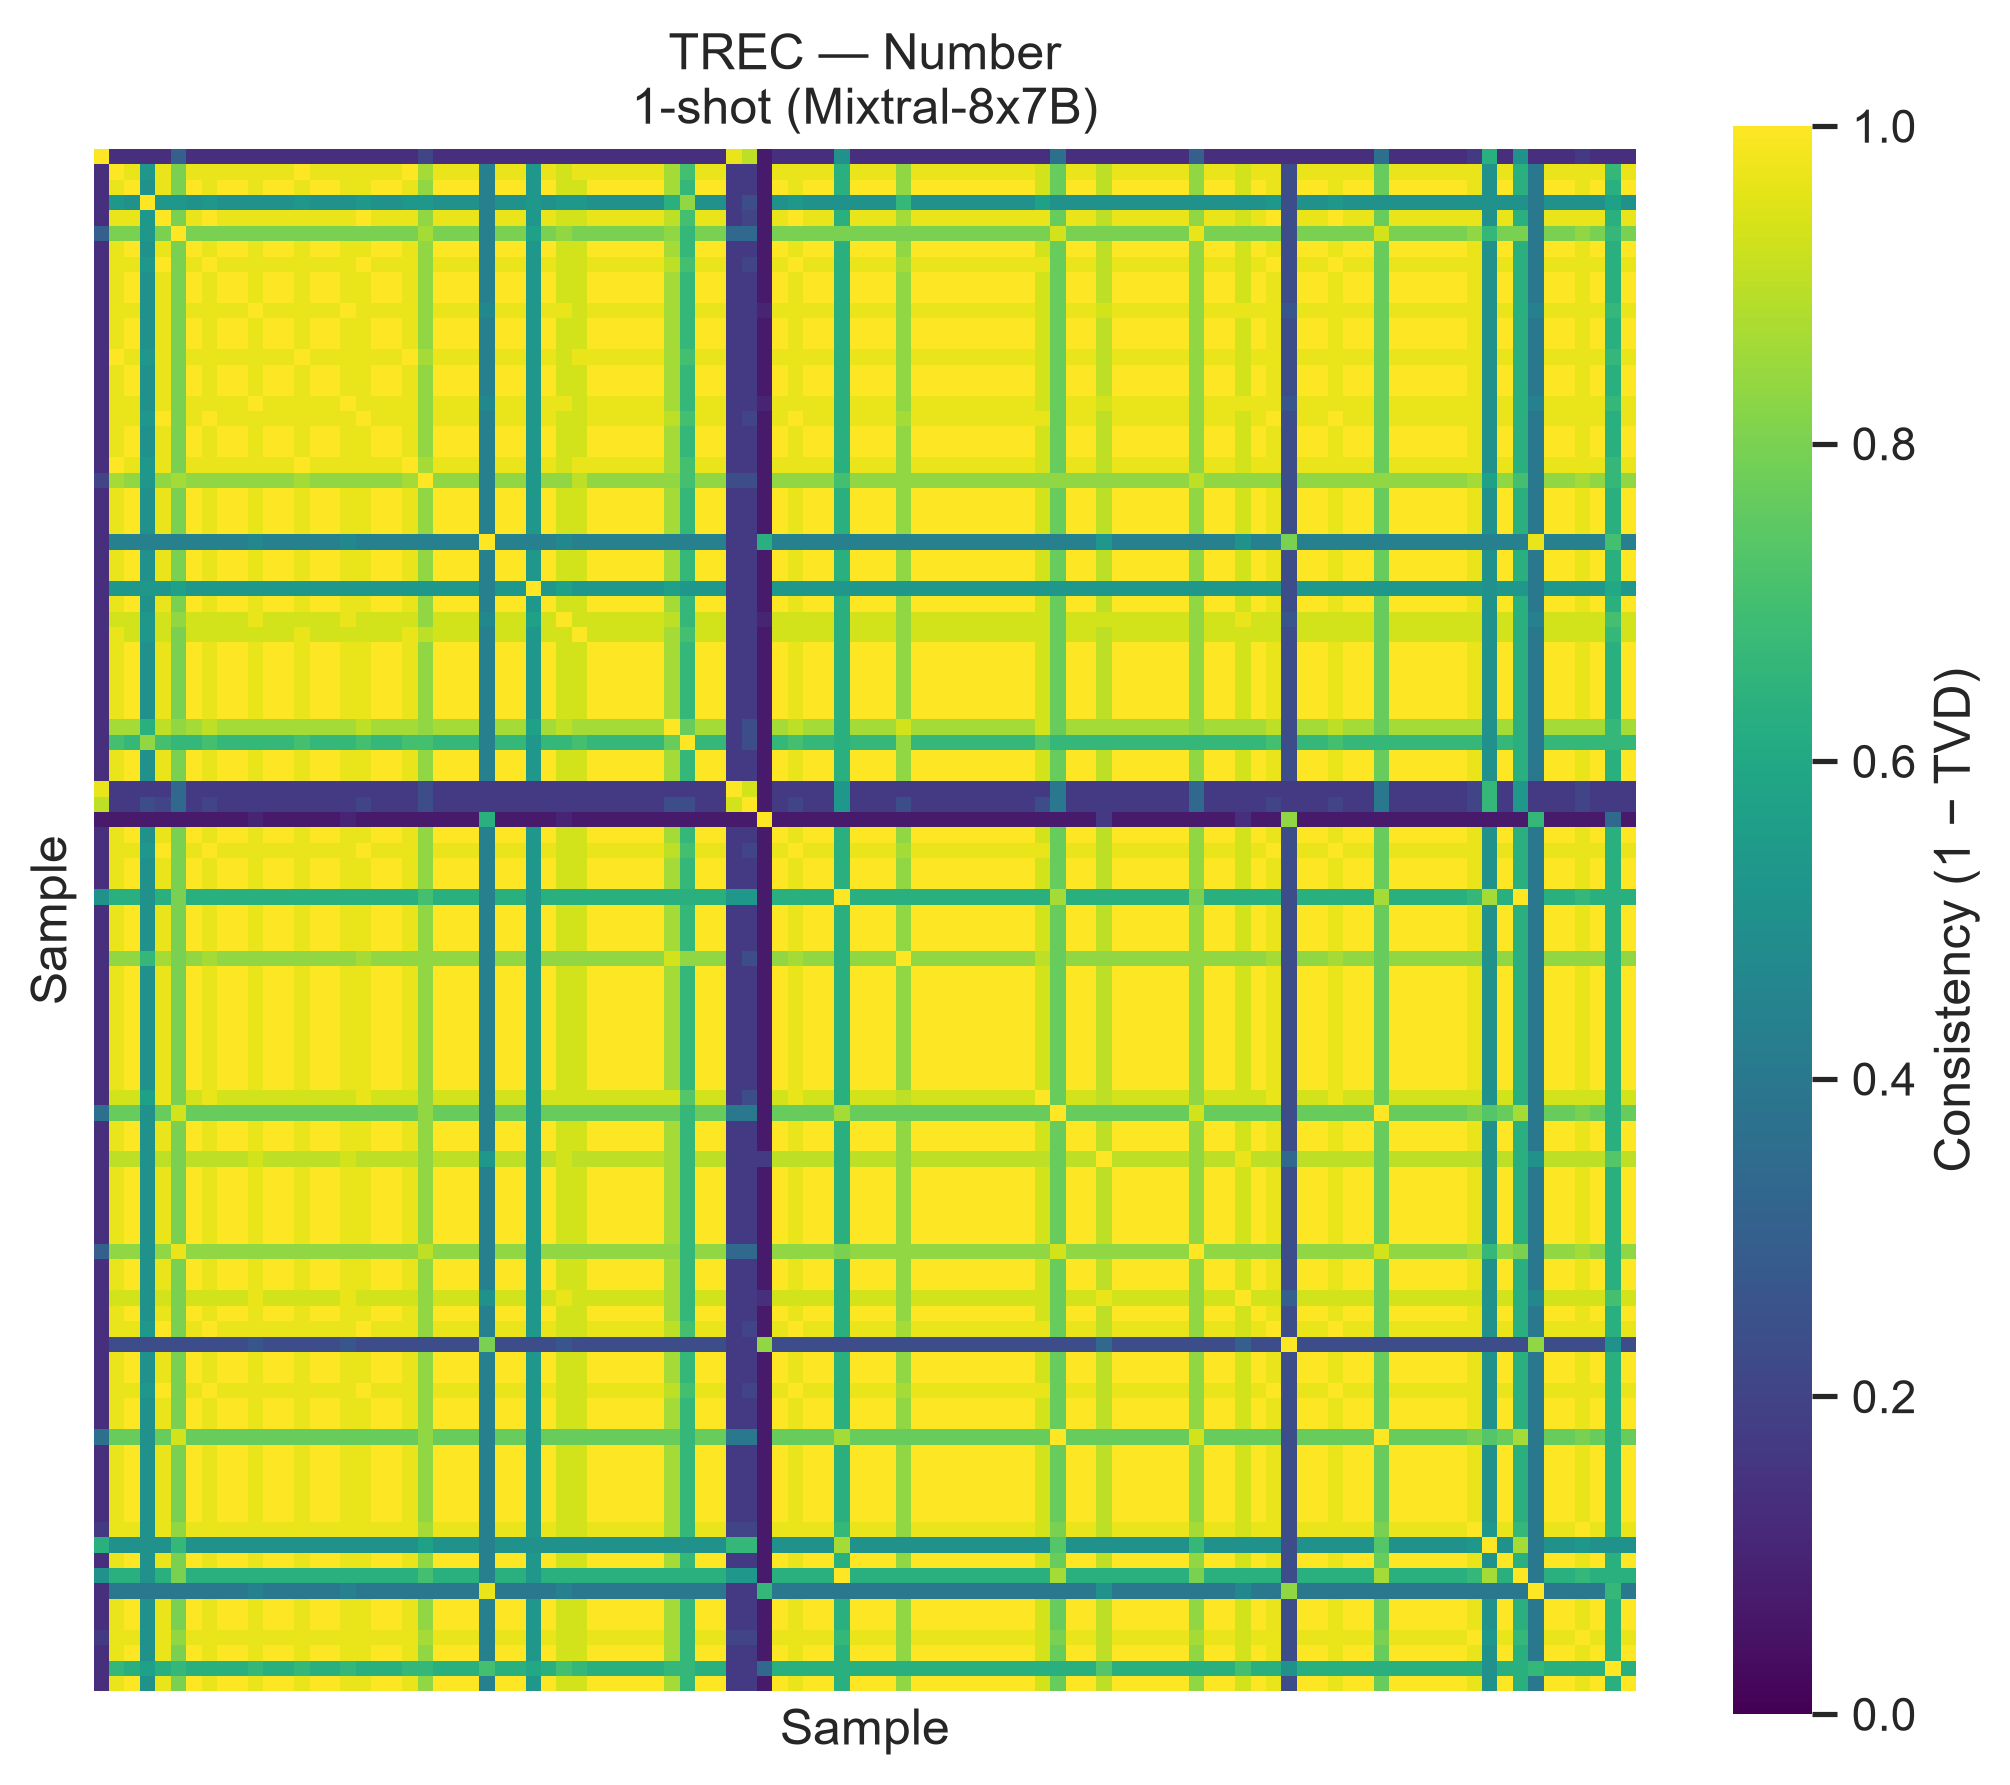 TREC — Number
1-shot (Mixtral-8x7B)
Sample
Sample
1.0
0.8
0.6
0.4
0.2
0.0
Consistency (1 − TVD)